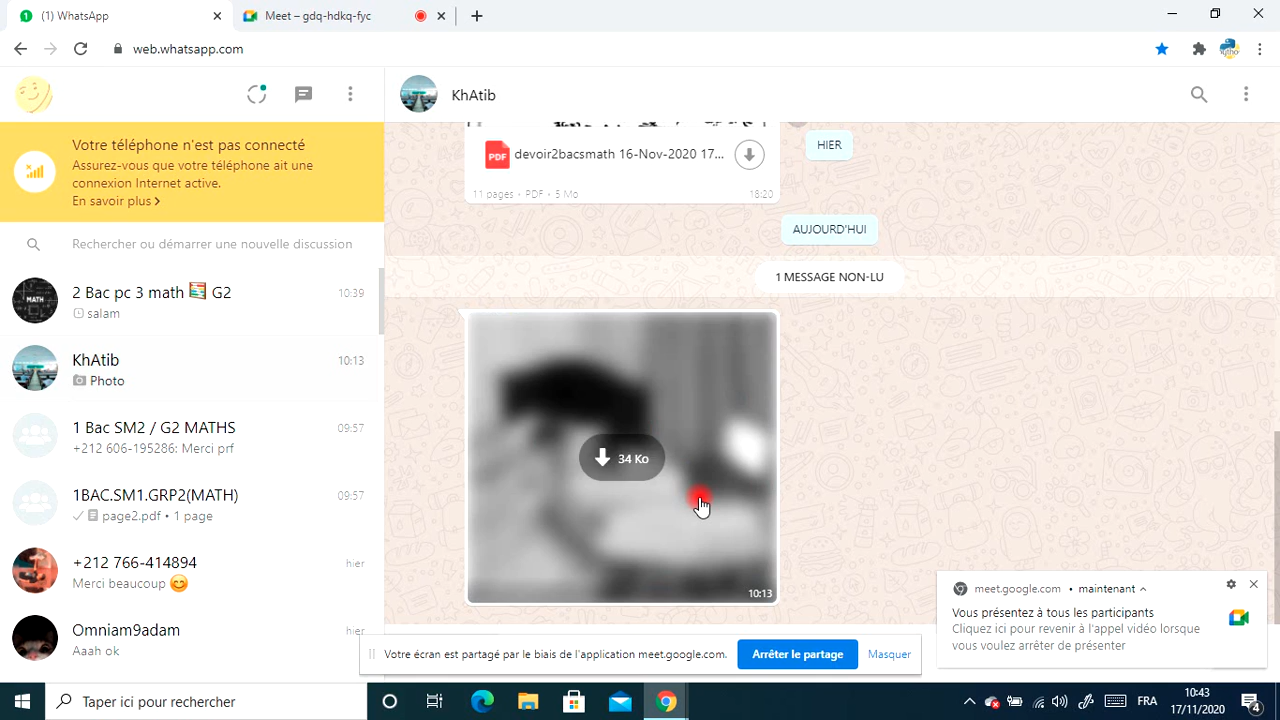 1
(1) WhatsApp
Meet – gdq-hdkq-fyc
web.whatsapp.com
KhAtib
Votre téléphone n'est pas connecté
Assurez-vous que votre téléphone ait une
connexion Internet active.
En savoir plus
Rechercher ou démarrer une nouvelle discussion
MATH
2 Bac pc 3 math G2
10:39
salam
KhAtib
10:13
Photo
1 Bac SM2 / G2 MATHS
09:57
+212 606-195286: Merci prf
1BAC.SM1.GRP2(MATH)
09:57
page2.pdf • 1 page
+212 766-414894
hier
Merci beaucoup 😊
Omniam9adam
hier
Aaah ok
PDF
devoir2bacsmath 16-Nov-2020 17...
11 pages • PDF • 5 Mo
18:20
HIER
AUJOURD'HUI
1 MESSAGE NON-LU
34 Ko
10:13
meet.google.com • maintenant
Vous présentez à tous les participants
Cliquez ici pour revenir à l'appel vidéo lorsque
vous voulez arrêter de présenter
Votre écran est partagé par le biais de l'application meet.google.com.
Arrêter le partage
Masquer
Taper ici pour rechercher
FRA
10:43
17/11/2020
4